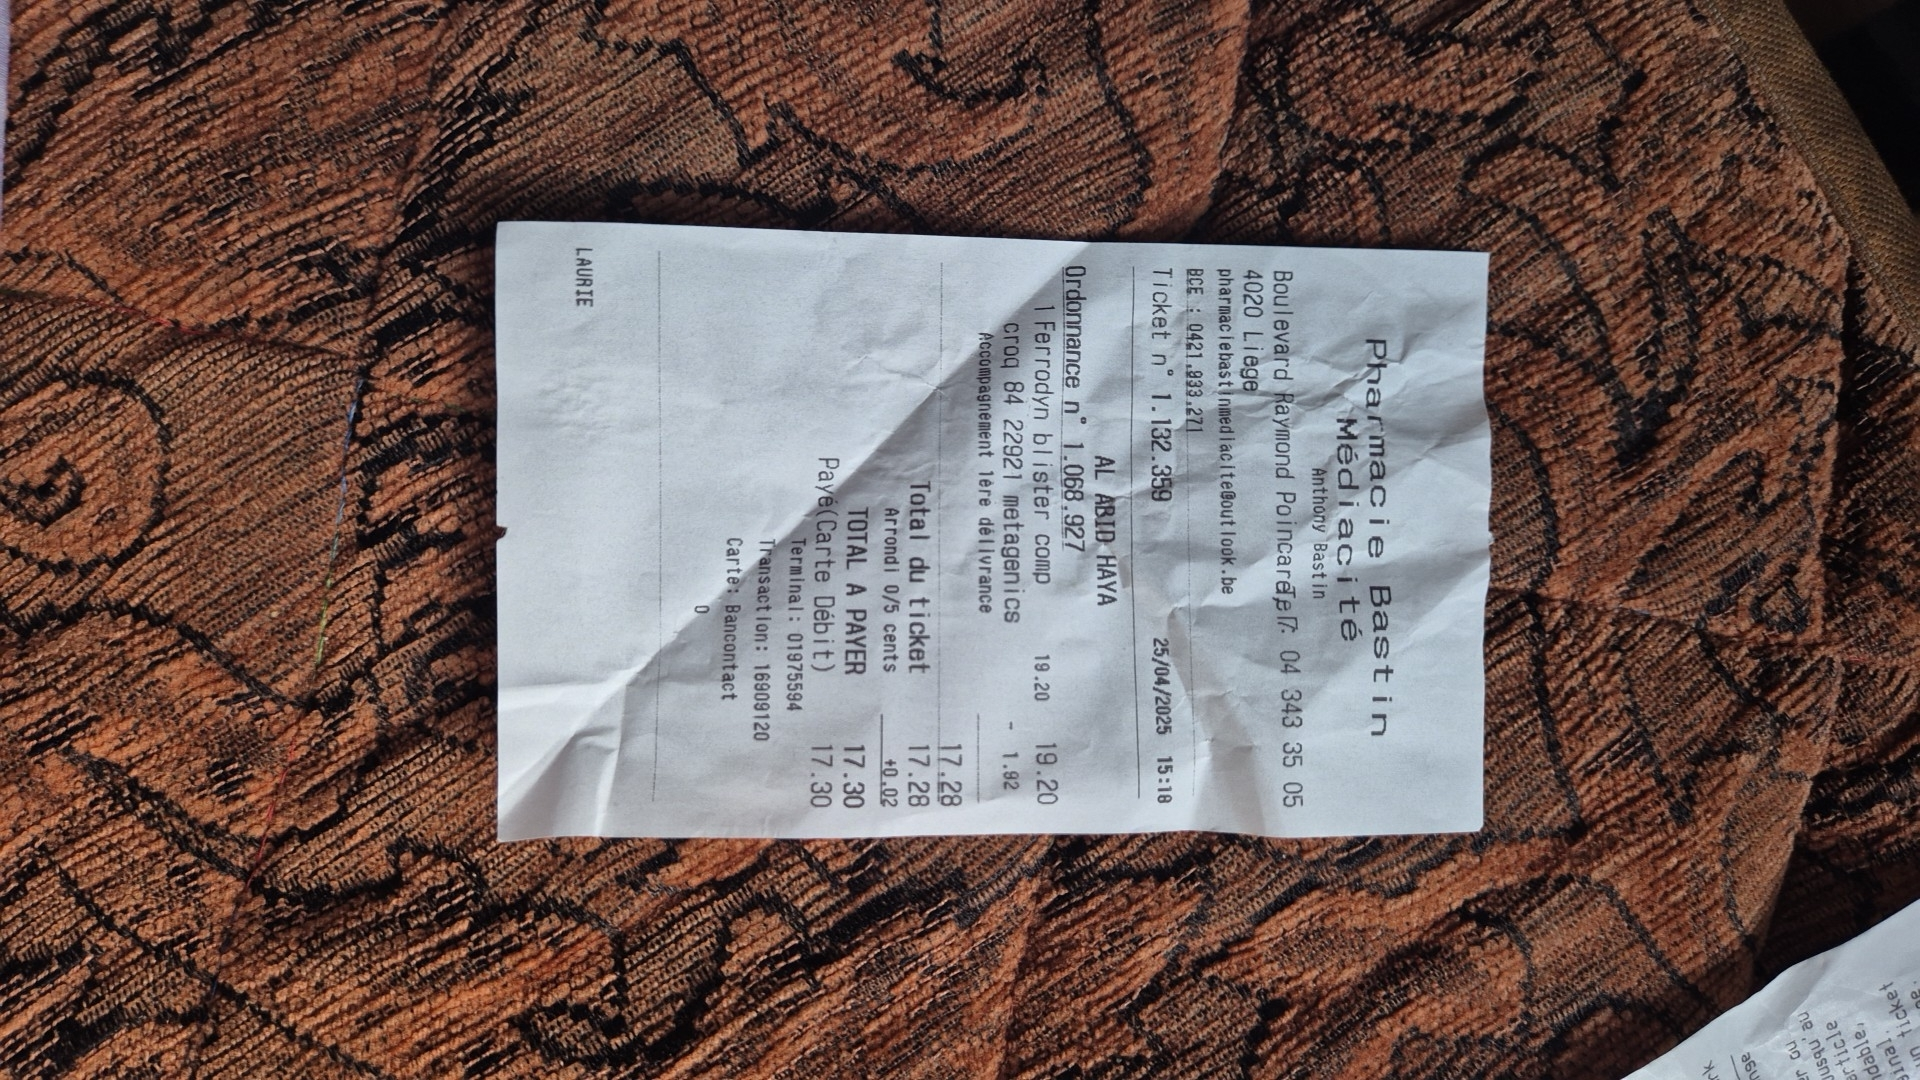 Pharmacie Bastin
Médiacité
Anthony Bastin
Boulevard Raymond Poincaré, 7. 04 343 35 05
4020 Liege
pharmaciebastinmediacite@outlook.be
BCE : 0421.933.271
Ticket n° 1.132.359 25/04/2025 15:18
AL ABID HAYA
Ordonnance n° 1.068.927
1 Ferrodyn blister comp 19.20 19.20
croq 84 22921 metagenics - 1.92
Accompagnement 1ère délivrance
17.28
Total du ticket 17.28
Arrondi 0/5 cents +0.02
TOTAL A PAYER 17.30
Payé(Carte Débit) 17.30
Terminal: 01975594
Transaction: 16909120
Carte: Bancontact
0
LAURIE
ticket